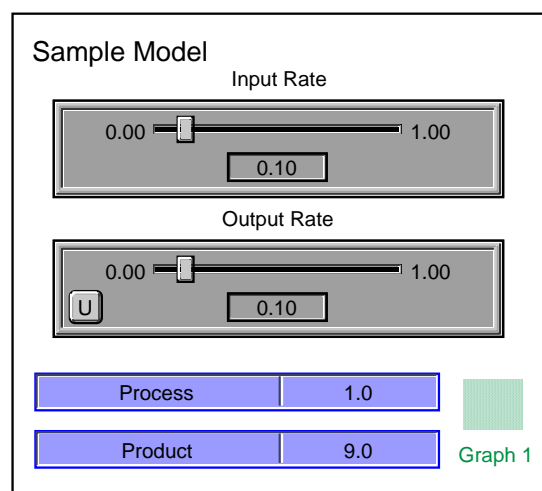 Sample Model
Input Rate
0.00 1.00
0.10
Output Rate
0.00 1.00
U 0.10
Process 1.0
Product 9.0
Graph 1